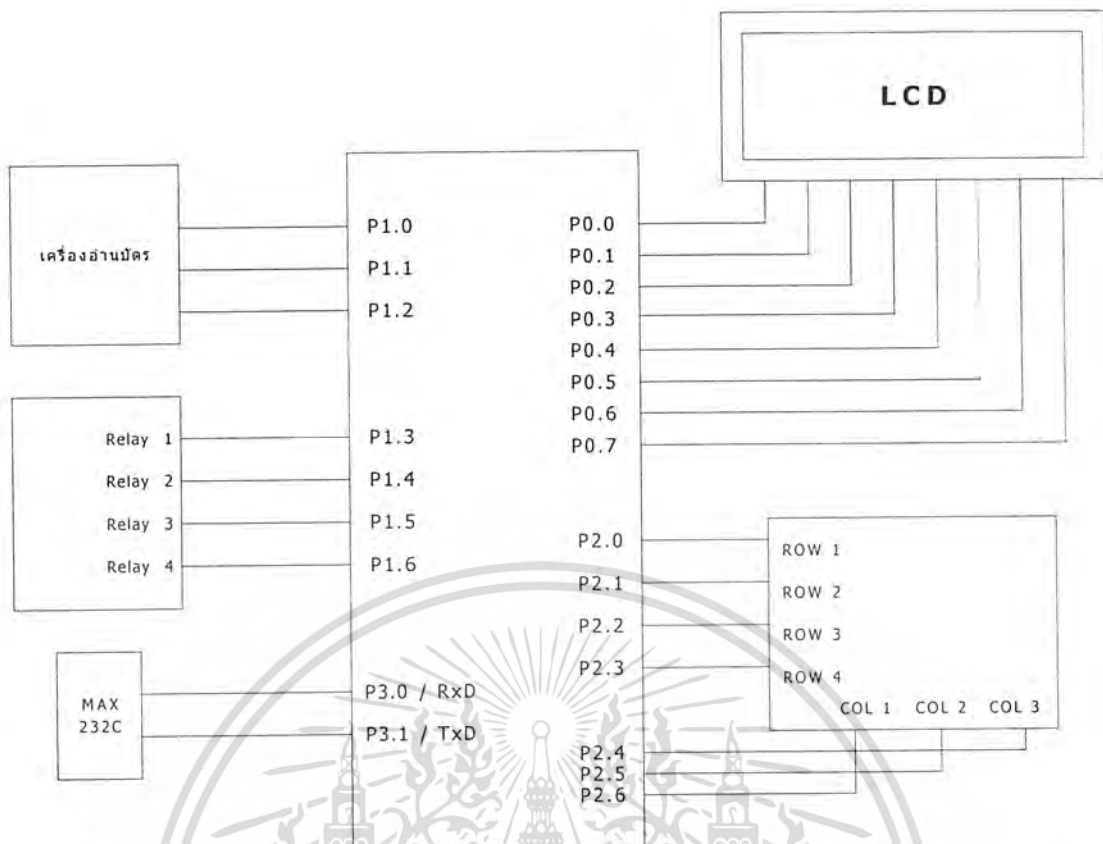 LCD
เครื่องอ่านบัตร
P1.0
P1.1
P1.2
Relay 1
Relay 2
Relay 3
Relay 4
P1.3
P1.4
P1.5
P1.6
MAX
232C
P3.0 / RxD
P3.1 / TxD
P0.0
P0.1
P0.2
P0.3
P0.4
P0.5
P0.6
P0.7
P2.0
P2.1
P2.2
P2.3
P2.4
P2.5
P2.6
ROW 1
ROW 2
ROW 3
ROW 4
COL 1 COL 2 COL 3